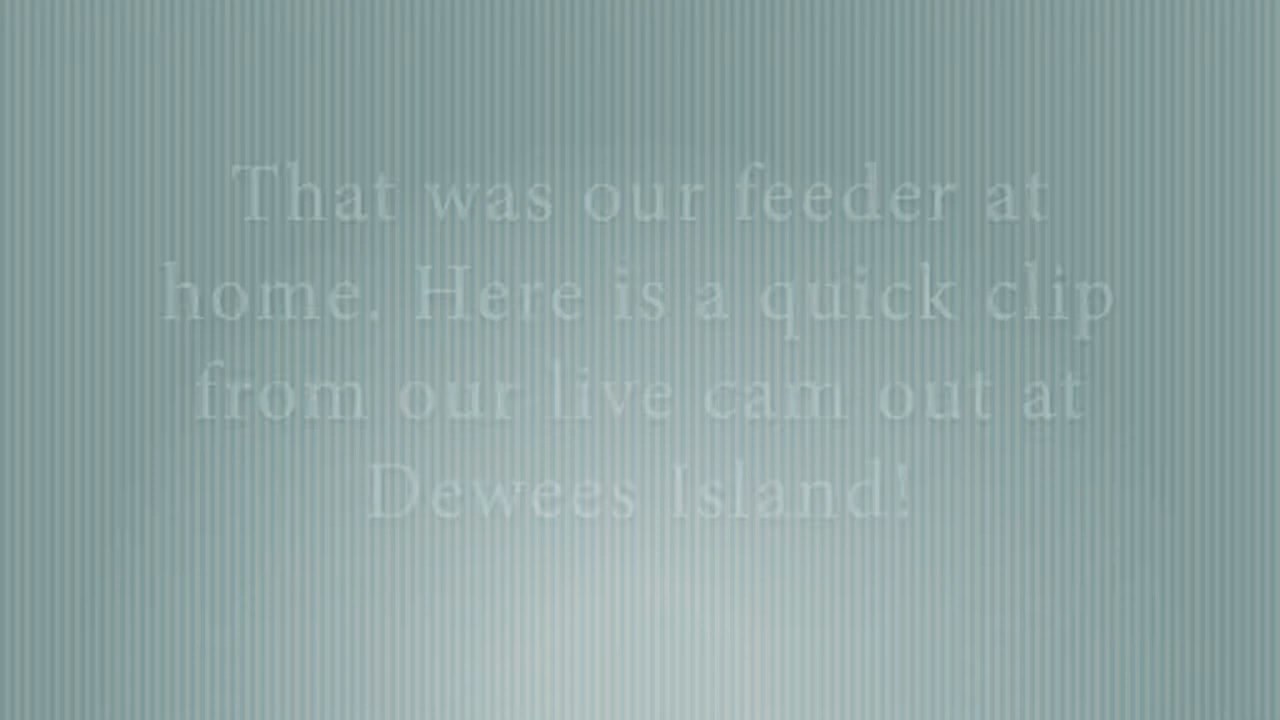 That was our feeder at
home. Here is a quick clip
from our live cam out at
Dewees Island!